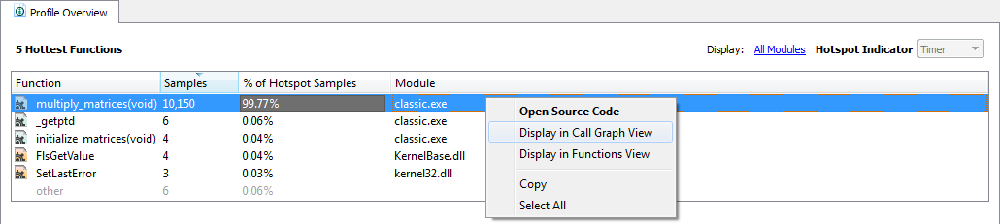 Profile Overview
5 Hottest Functions Display: All Modules Hotspot Indicator Timer
Function Samples % of Hotspot Samples Module
multiply_matrices(void) 10,150 99.77% classic.exe
Open Source Code
_getptd 6 0.06% classic.exe
Display in Call Graph View
initialize_matrices(void) 4 0.04% classic.exe
FlsGetValue 4 0.04% KernelBase.dll
Display in Functions View
SetLastError 3 0.03% kernel32.dll
Copy
other 6 0.06%
Select All